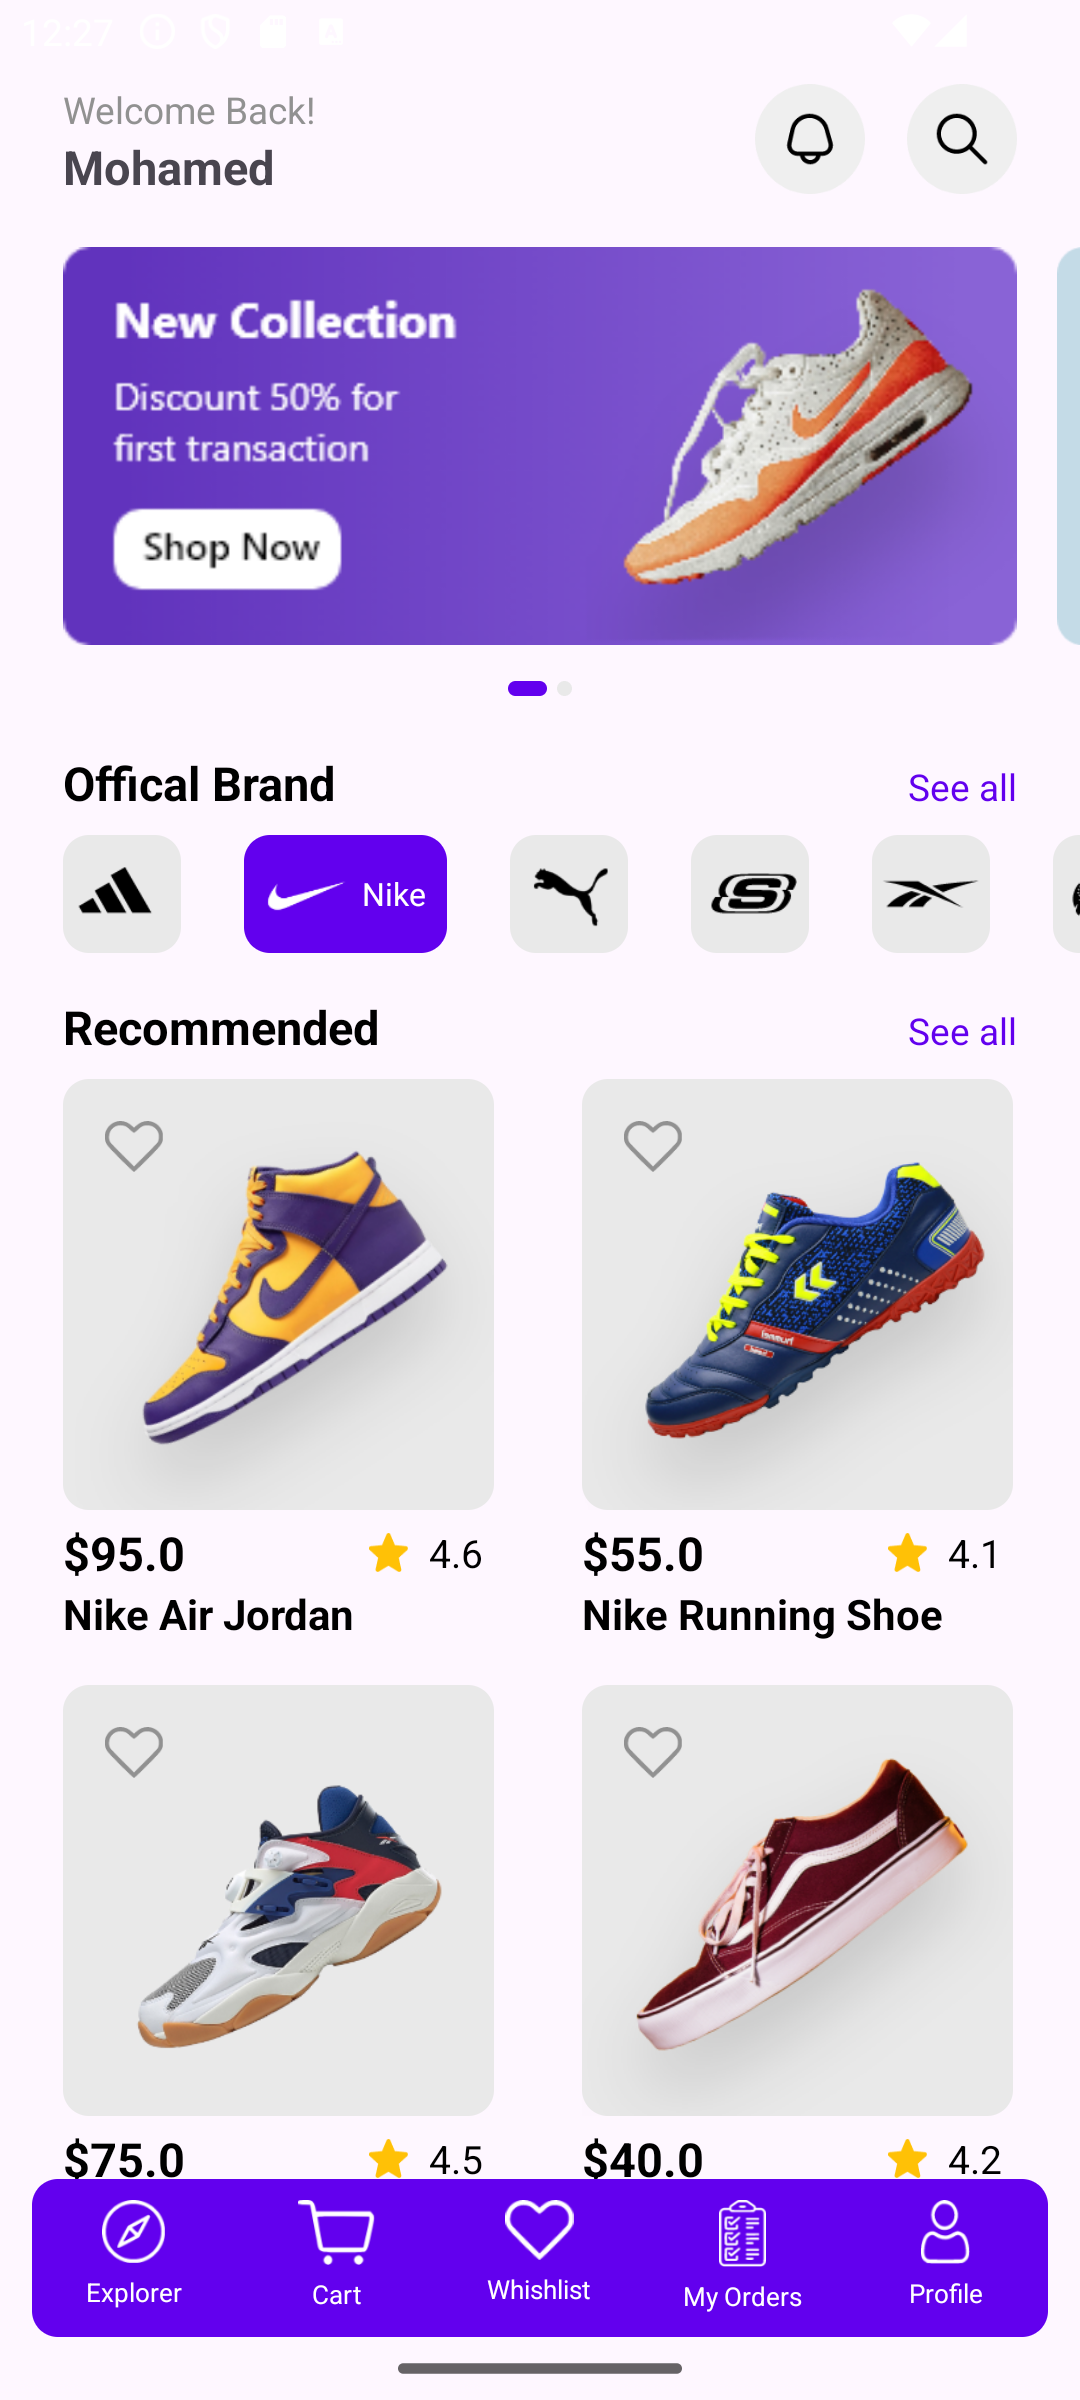 12:27
Welcome Back!
Mohamed
New Collection
Discount 50% for
first transaction
Shop Now
Offical Brand
See all
Nike
Recommended
See all
$95.0
4.6
$55.0
4.1
Nike Air Jordan
Nike Running Shoe
$75.0
4.5
$40.0
4.2
Explorer
Cart
Whishlist
My Orders
Profile